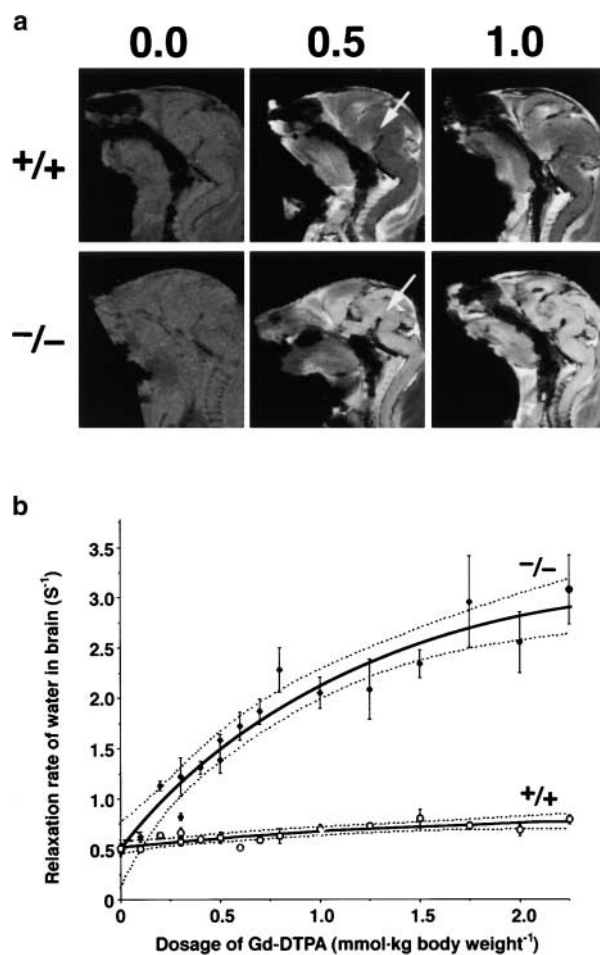 a
0.0 0.5 1.0
+/+
-/-
b
Relaxation rate of water in brain (S-1)
3.5
3.0
2.5
2.0
1.5
1.0
0.5
0
-/-
+/+
0 0.5 1.0 1.5 2.0
Dosage of Gd-DTPA (mmol·kg body weight-1)